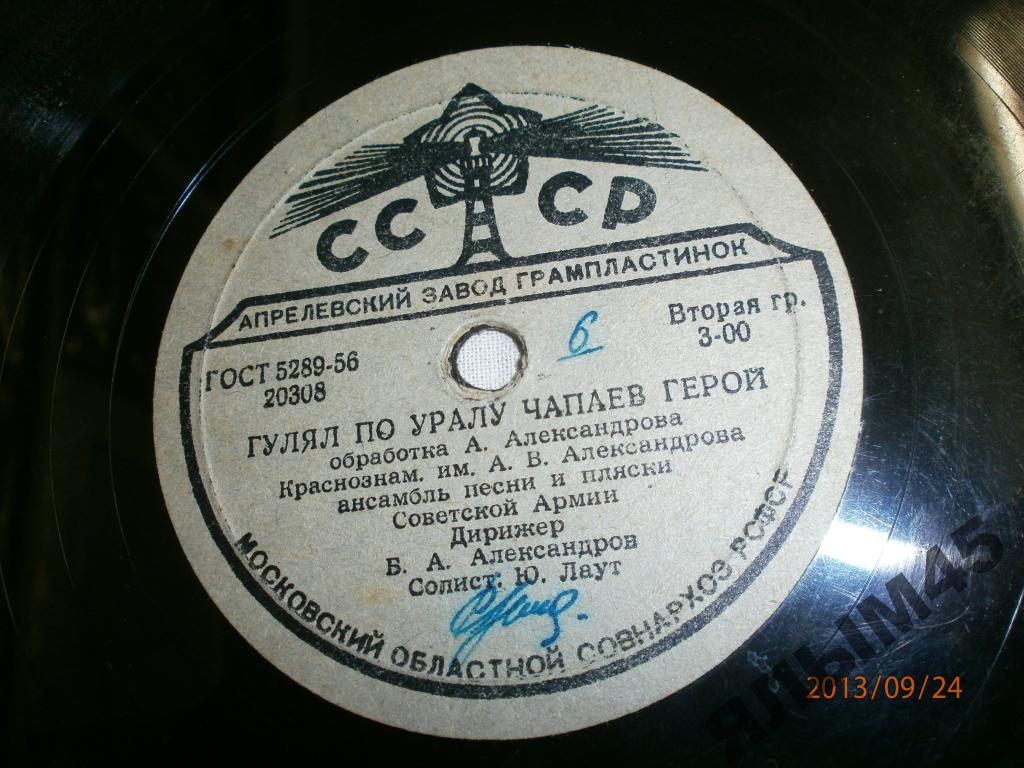 СССР
АПРЕЛЕВСКИЙ ЗАВОД ГРАМПЛАСТИНОК
ГОСТ 5289-56
20308
6
Вторая гр.
3-00
ГУЛЯЛ ПО УРАЛУ ЧАПАЕВ ГЕРОЙ
обработка А. Александрова
Краснознам. им. А. В. Александрова
ансамбль песни и пляски
Советской Армии
Дирижер
Б. А. Александров
Солист. Ю. Лаут
МОСКОВСКИЙ ОБЛАСТНОЙ СОВНАРХОЗ РСФСР
2013/09/24
ЯЛЫМ45